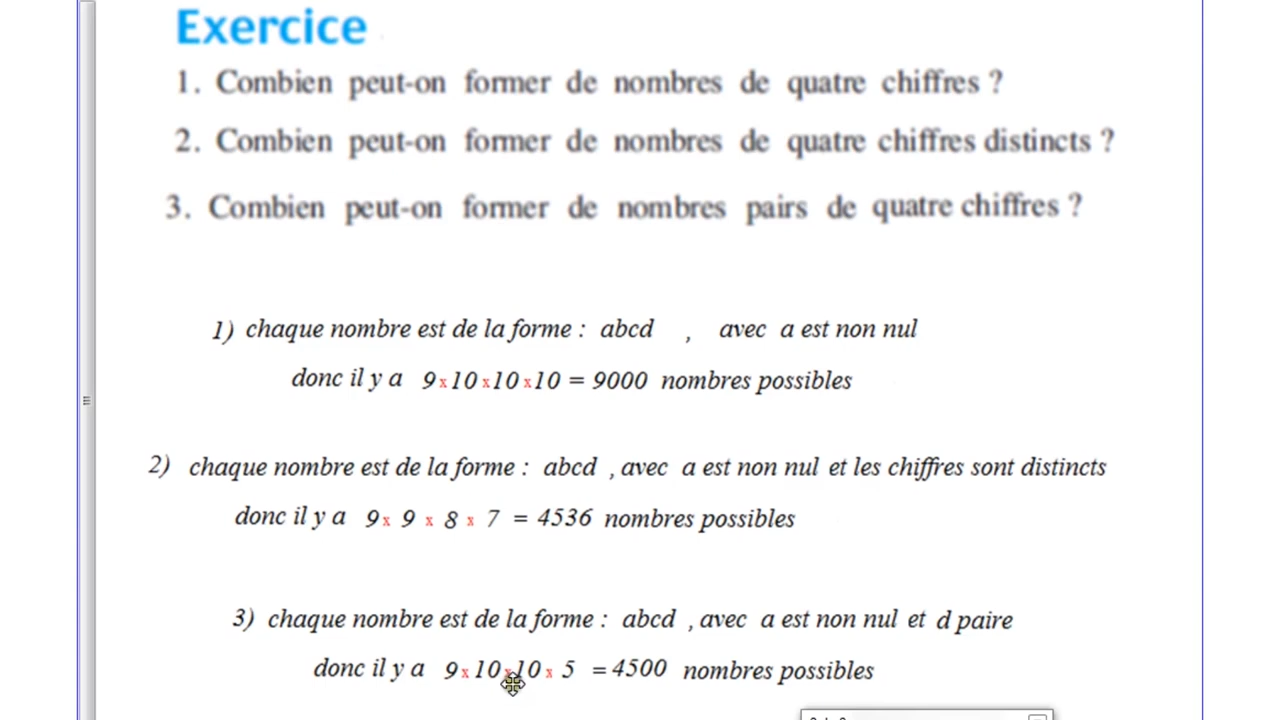 Exercice
1. Combien peut-on former de nombres de quatre chiffres ?
2. Combien peut-on former de nombres de quatre chiffres distincts ?
3. Combien peut-on former de nombres pairs de quatre chiffres ?
1) chaque nombre est de la forme : abcd , avec a est non nul
donc il y a 9 x 10 x 10 x 10 = 9000 nombres possibles
2) chaque nombre est de la forme : abcd , avec a est non nul et les chiffres sont distincts
donc il y a 9 x 9 x 8 x 7 = 4536 nombres possibles
3) chaque nombre est de la forme : abcd , avec a est non nul et d paire
donc il y a 9 x 10 x 10 x 5 = 4500 nombres possibles